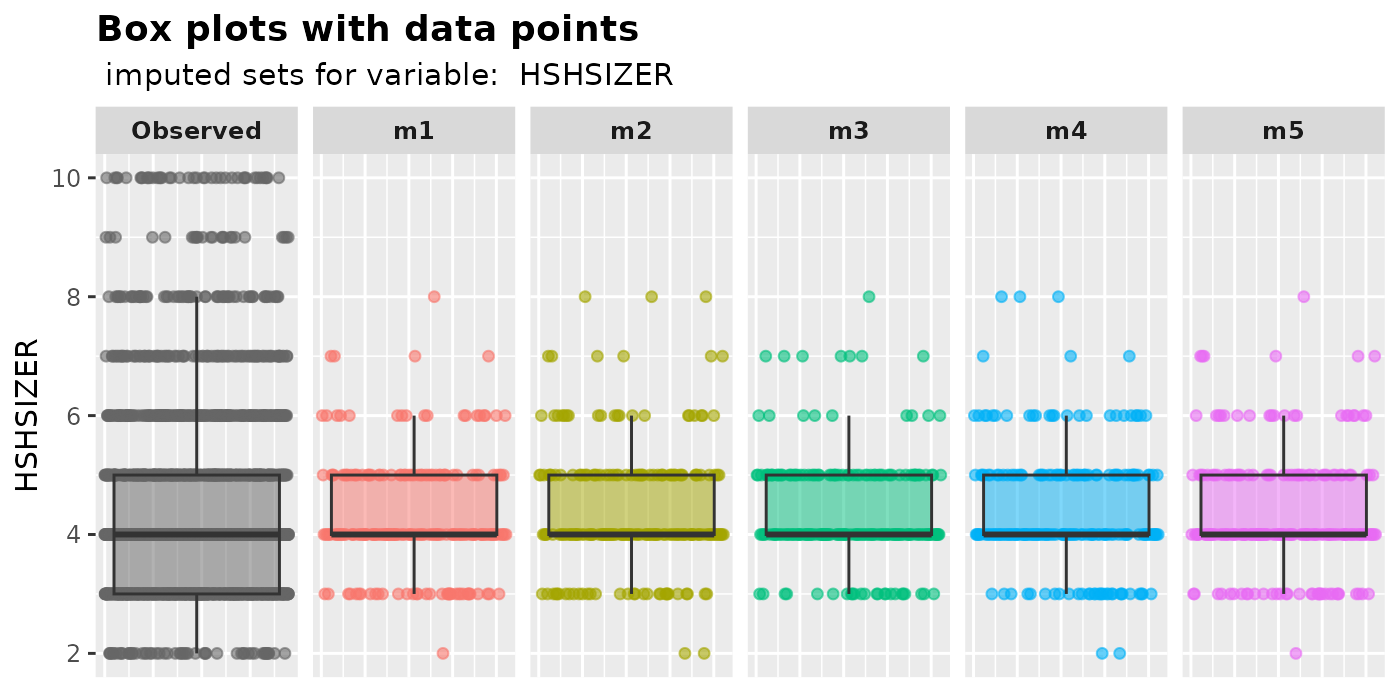 Box plots with data points
imputed sets for variable:  HSHSIZER
Observed m1 m2 m3 m4 m5
HSHSIZER
10
8
6
4
2